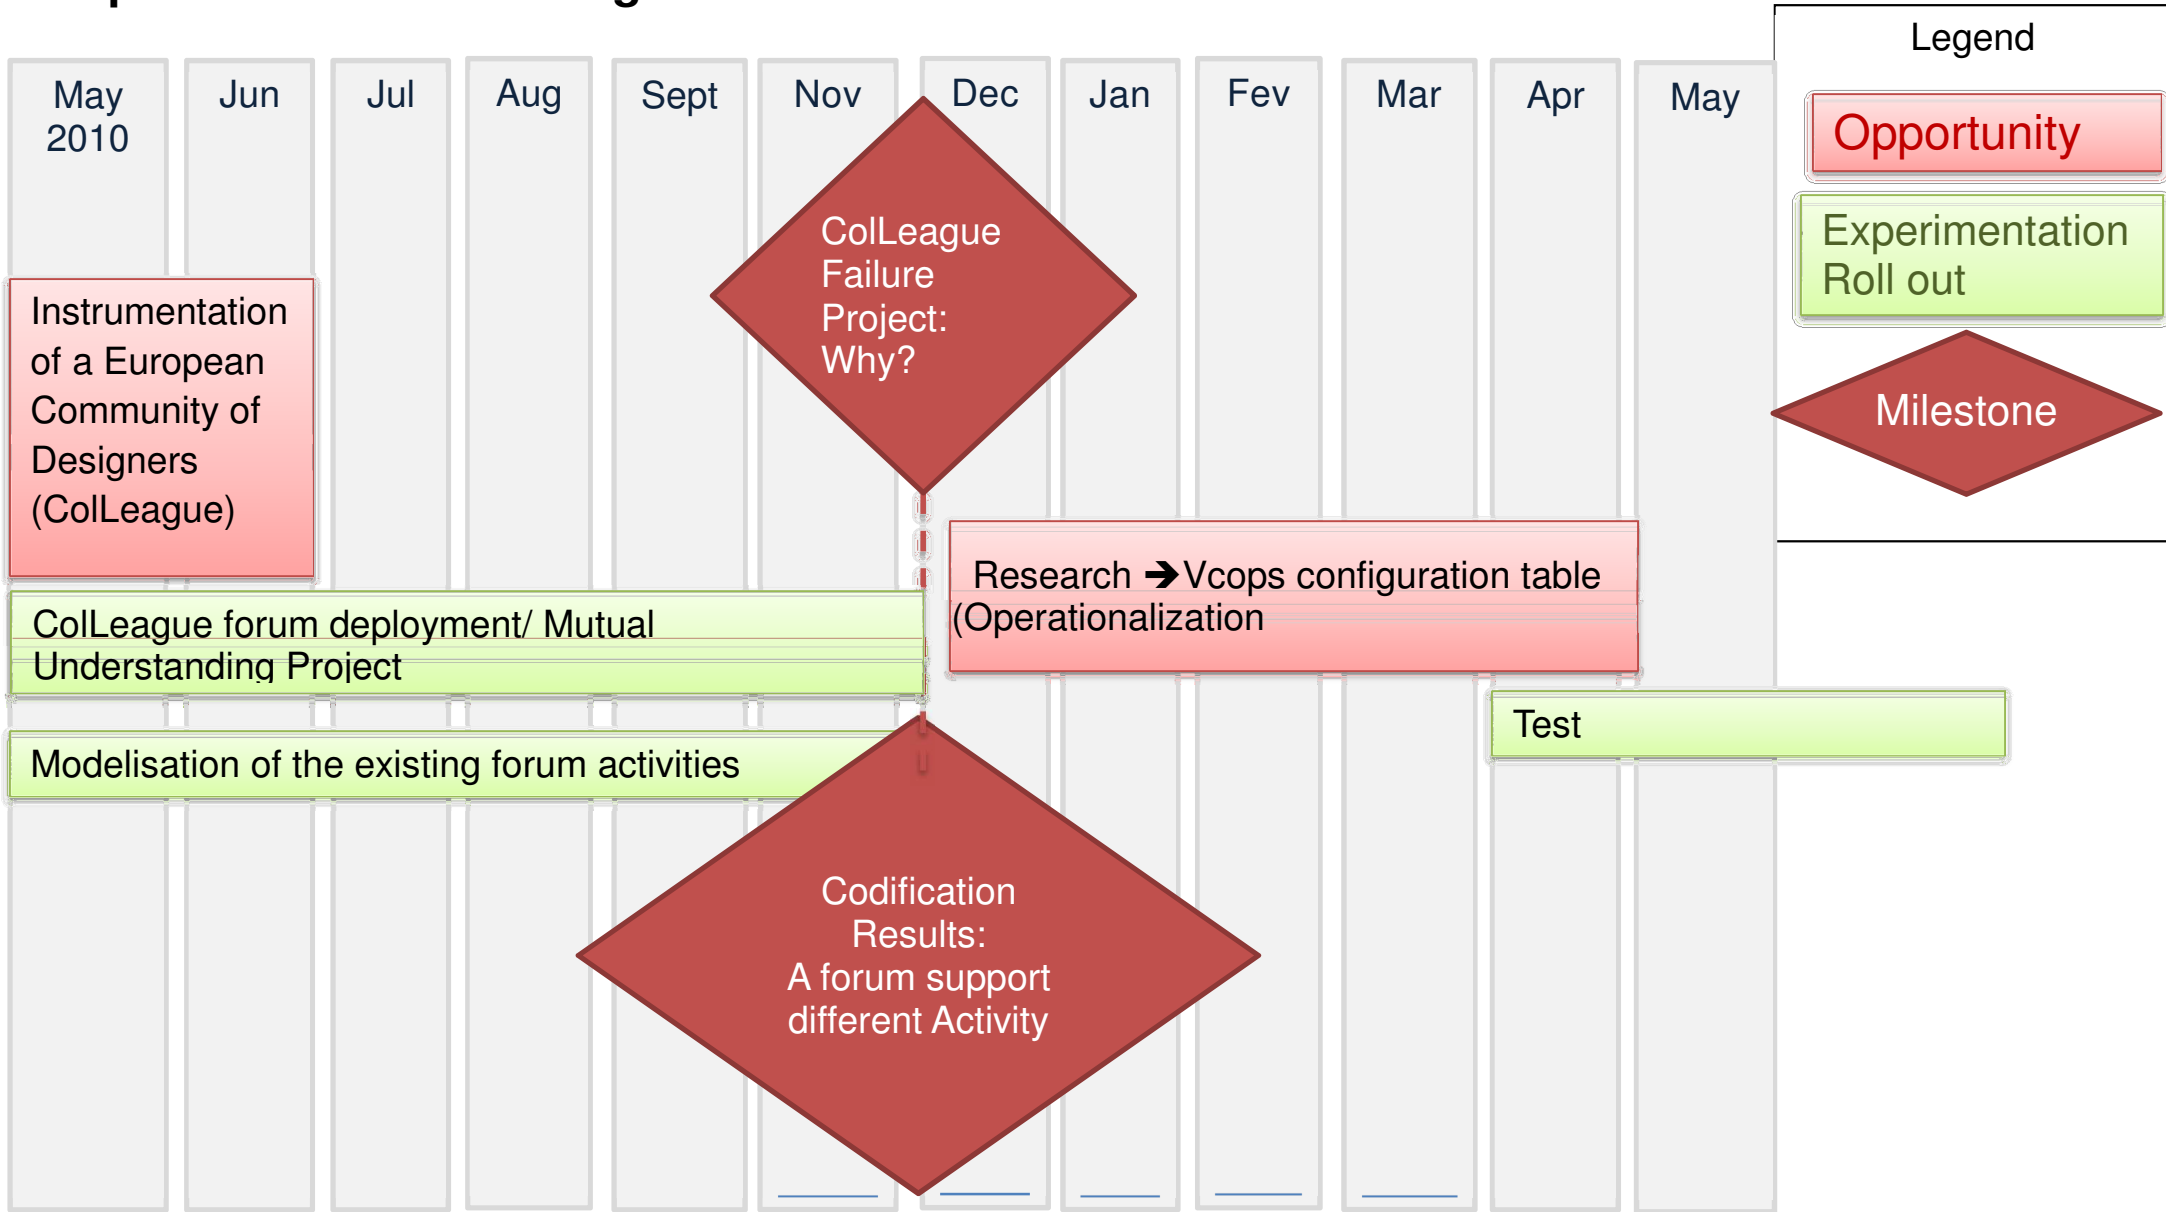 Legend
May
2010
Jun
Jul
Aug
Sept
Nov
Dec
Jan
Fev
Mar
Apr
May
Opportunity
Experimentation
Roll out
Milestone
ColLeague
Failure
Project:
Why?
Instrumentation
of a European
Community of
Designers
(ColLeague)
Research ➔Vcops configuration table
(Operationalization
ColLeague forum deployment/ Mutual
Understanding Project
Test
Modelisation of the existing forum activities
Codification
Results:
A forum support
different Activity